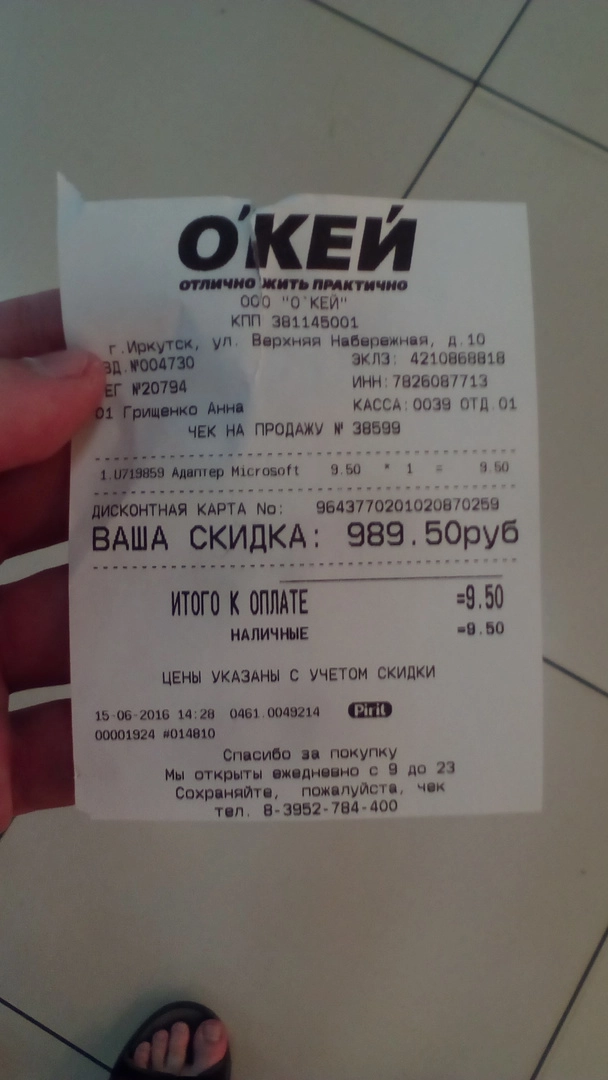 О'КЕЙ
ОТЛИЧНО ЖИТЬ ПРАКТИЧНО
ООО "О`КЕЙ"
КПП 381145001
г.Иркутск, ул. Верхняя Набережная, д.10
ЗД.№004730 ЭКЛЗ: 4210868818
ЕГ №20794 ИНН:7826087713
01 Грищенко Анна КАССА:0039 ОТД.01
ЧЕК НА ПРОДАЖУ № 38599
1.U719859 Адаптер Microsoft 9.50 * 1 = 9.50
ДИСКОНТНАЯ КАРТА No: 9643770201020870259
ВАША СКИДКА: 989.50руб
ИТОГО К ОПЛАТЕ =9.50
НАЛИЧНЫЕ =9.50
ЦЕНЫ УКАЗАНЫ С УЧЕТОМ СКИДКИ
15-06-2016 14:28 0461.0049214 Pirit
00001924 #014810
Спасибо за покупку
Мы открыты ежедневно с 9 до 23
Сохраняйте, пожалуйста, чек
тел. 8-3952-784-400